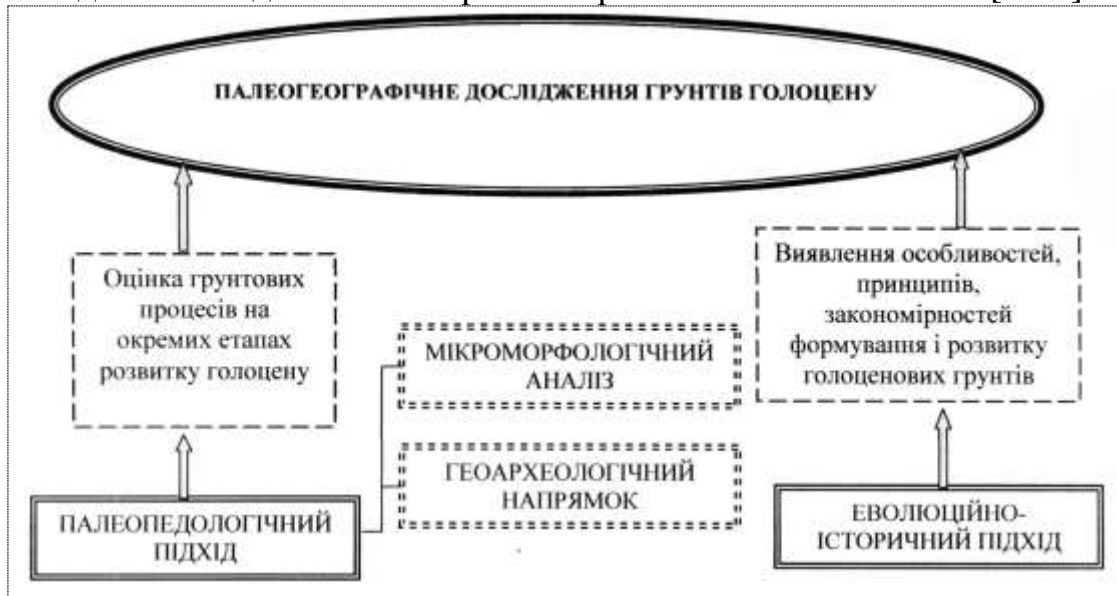 ПАЛЕОГЕОГРАФІЧНЕ ДОСЛІДЖЕННЯ ГРУНТІВ ГОЛОЦЕНУ
Оцінка грунтових
процесів на
окремих етапах
розвитку голоцену
Виявлення особливостей,
принципів,
закономірностей
формування і розвитку
голоценових грунтів
МІКРОМОРФОЛОГІЧНИЙ
АНАЛІЗ
ГЕОАРХЕОЛОГІЧНИЙ
НАПРЯМОК
ПАЛЕОПЕДОЛОГІЧНИЙ
ПІДХІД
ЕВОЛЮЦІЙНО-
ІСТОРИЧНИЙ ПІДХІД